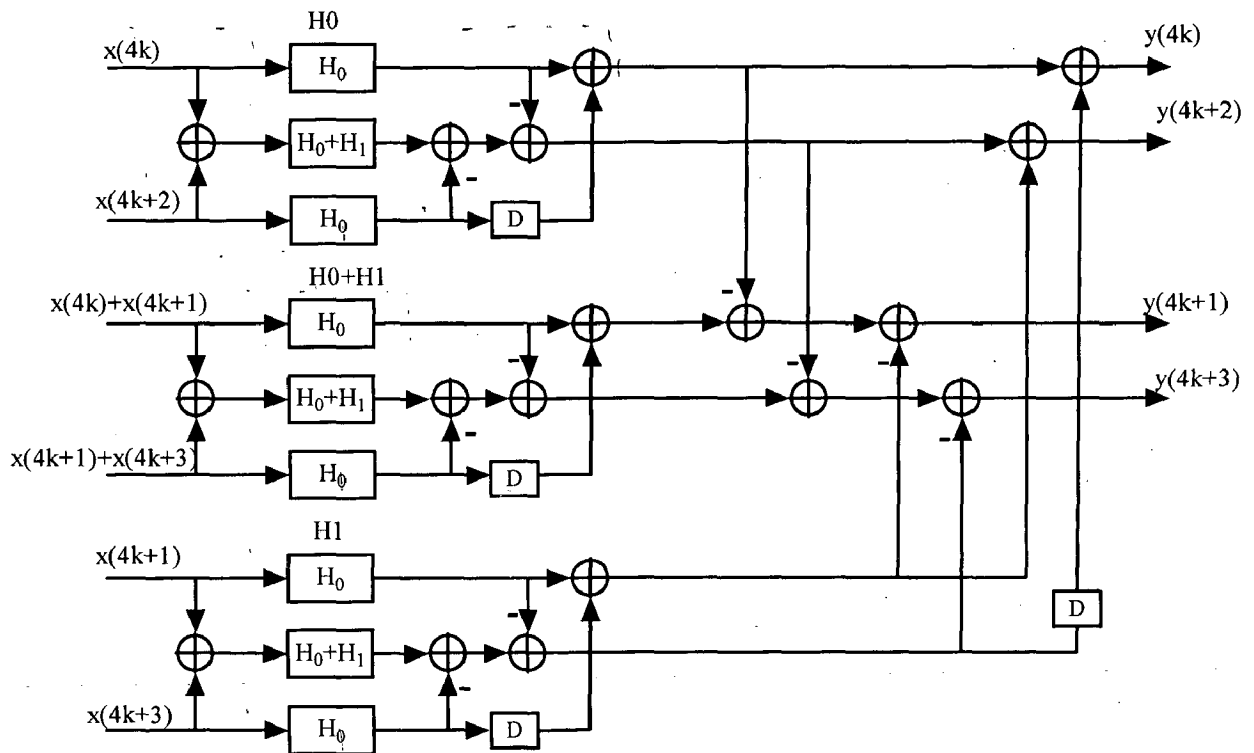 H0
x(4k)
H₀
y(4k)
-
H₀+H₁
y(4k+2)
-
x(4k+2)
H₀
D
H0+H1
x(4k)+x(4k+1)
H₀
-
y(4k+1)
-
-
-
H₀+H₁
y(4k+3)
-
-
x(4k+1)+x(4k+3)
H₀
D
H1
x(4k+1)
H₀
-
D
H₀+H₁
-
x(4k+3)
H₀
D